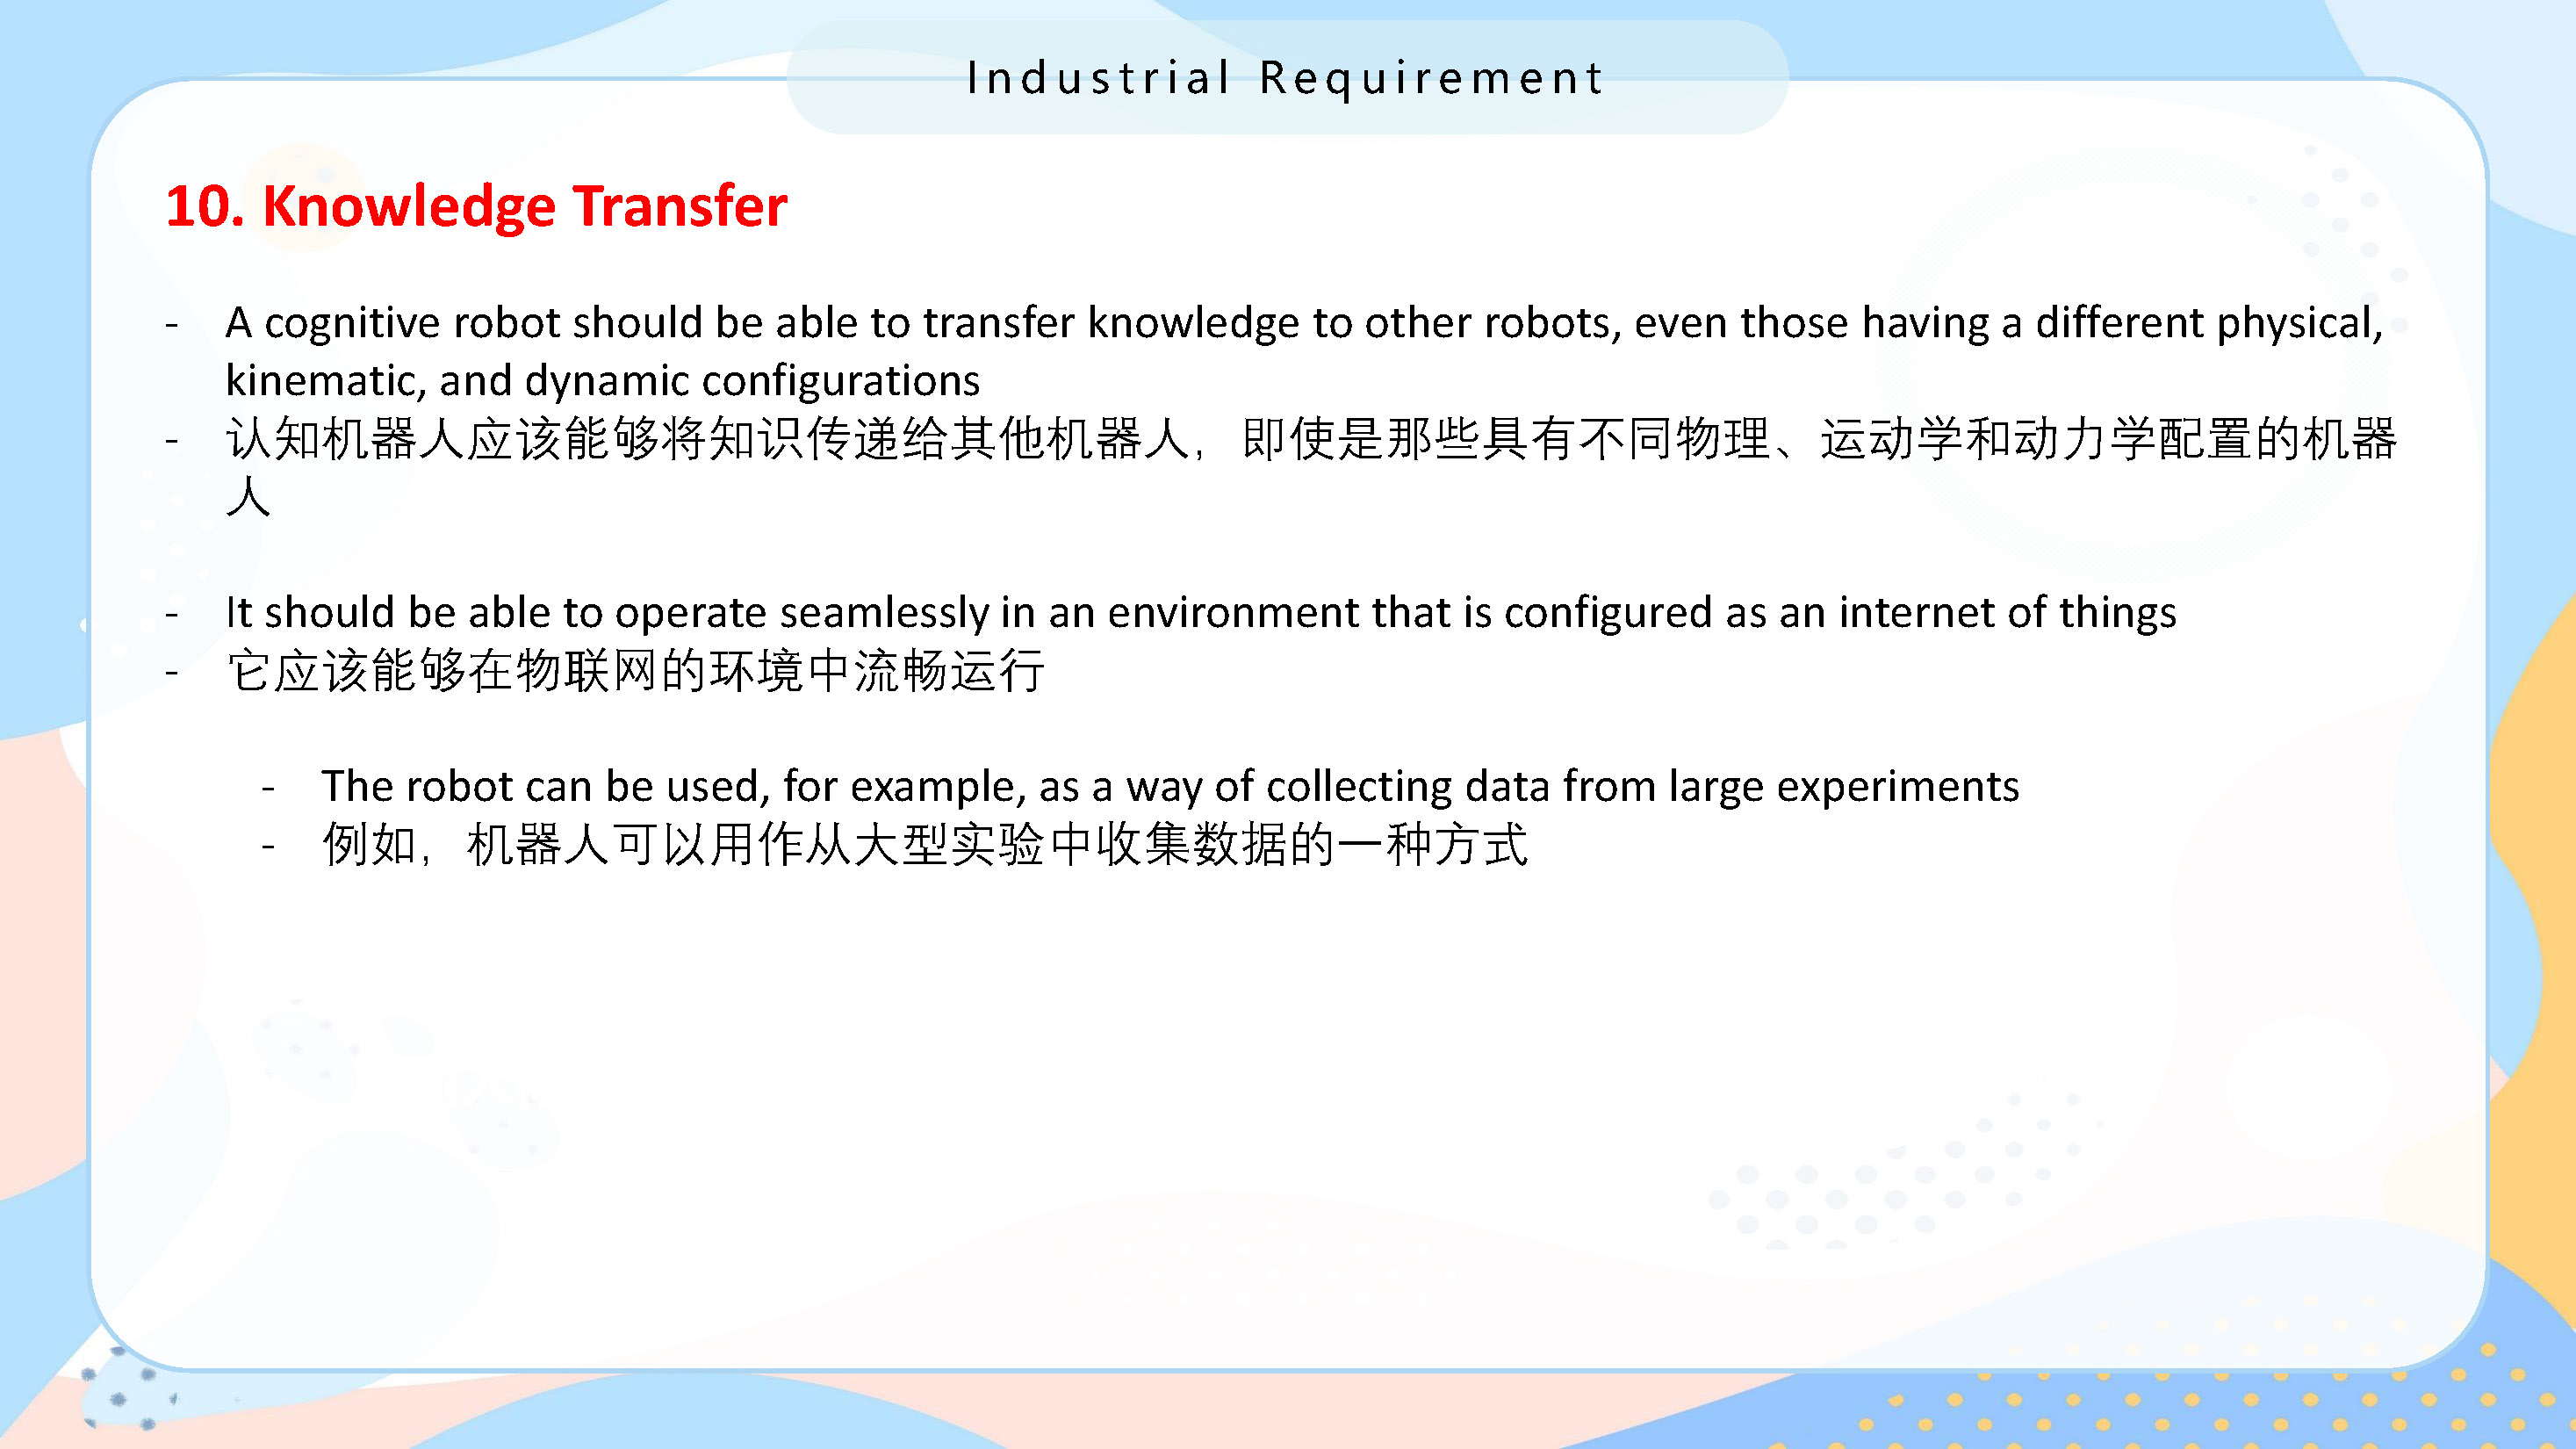 Industrial Requirement
10. Knowledge Transfer
- A cognitive robot should be able to transfer knowledge to other robots, even those having a different physical,
kinematic, and dynamic configurations
- 认知机器人应该能够将知识传递给其他机器人，即使是那些具有不同物理、运动学和动力学配置的机器
人
- It should be able to operate seamlessly in an environment that is configured as an internet of things
- 它应该能够在物联网的环境中流畅运行
- The robot can be used, for example, as a way of collecting data from large experiments
- 例如，机器人可以用作从大型实验中收集数据的一种方式